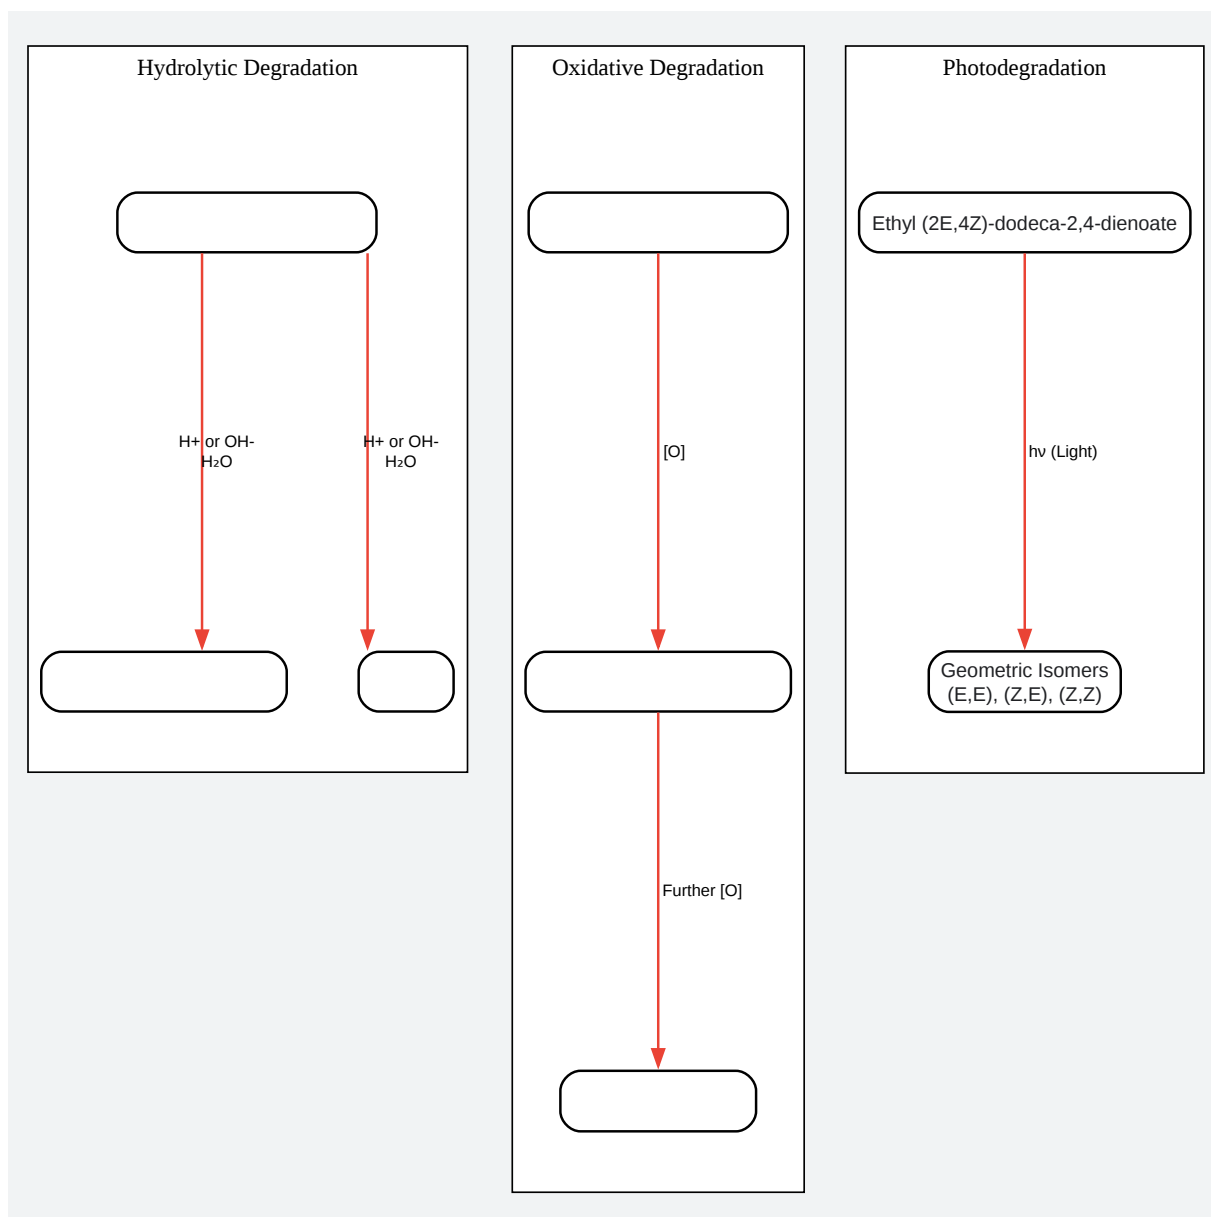 Hydrolytic Degradation
H+ or OH-
H₂O
H+ or OH-
H₂O
Oxidative Degradation
[O]
Further [O]
Photodegradation
Ethyl (2E,4Z)-dodeca-2,4-dienoate
hν (Light)
Geometric Isomers
(E,E), (Z,E), (Z,Z)